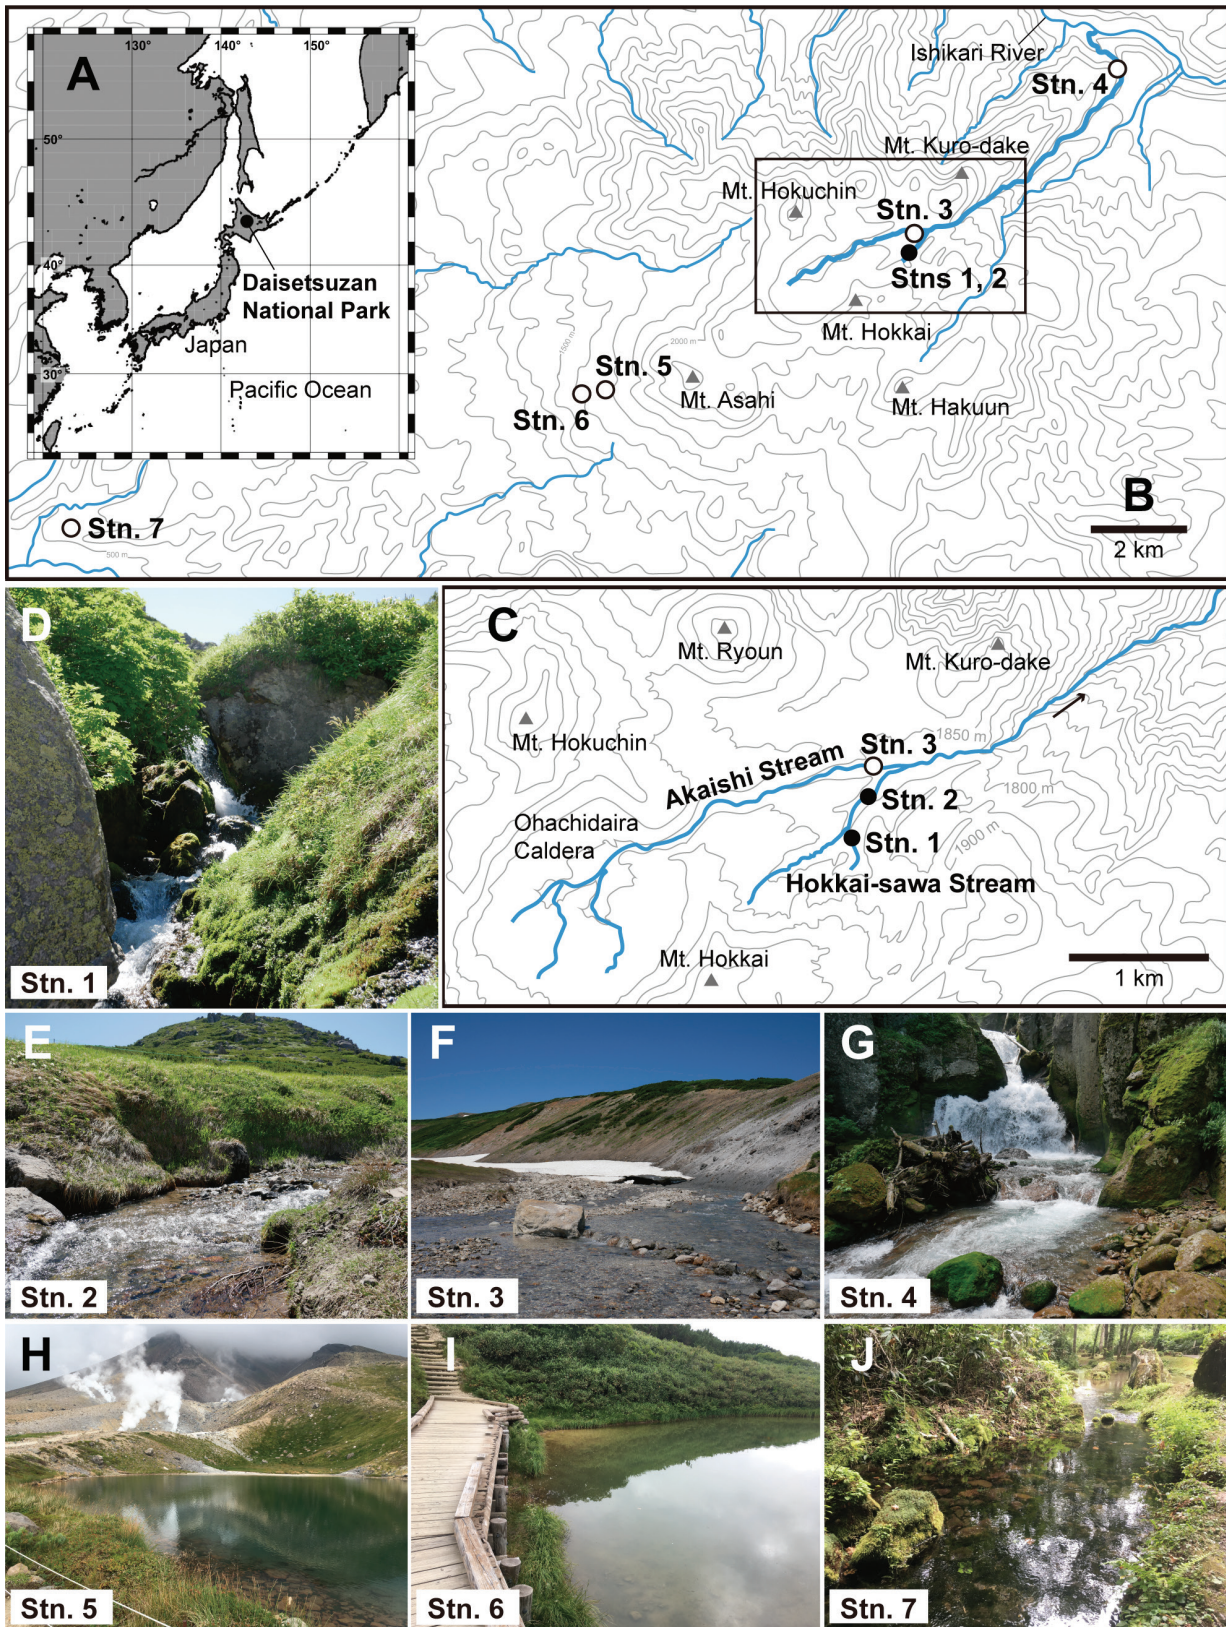 A
130°
140°
150°
50°
40°
30°
Daisetsuzan
National Park
Japan
Pacific Ocean
B
Ishikari River
Stn. 4
Mt. Kuro-dake
Mt. Hokuchin
Stn. 3
Stns 1, 2
Mt. Hokkai
1500 m
2000 m
Stn. 5
Mt. Asahi
Mt. Hakuun
Stn. 6
Stn. 7
500 m
2 km
D
Stn. 1
C
Mt. Ryoun
Mt. Kuro-dake
Mt. Hokuchin
1850 m
Stn. 3
Akaishi Stream
1800 m
Stn. 2
Ohachidaira
Caldera
1900 m
Stn. 1
Hokkai-sawa Stream
Mt. Hokkai
1 km
E
Stn. 2
F
Stn. 3
G
Stn. 4
H
Stn. 5
I
Stn. 6
J
Stn. 7